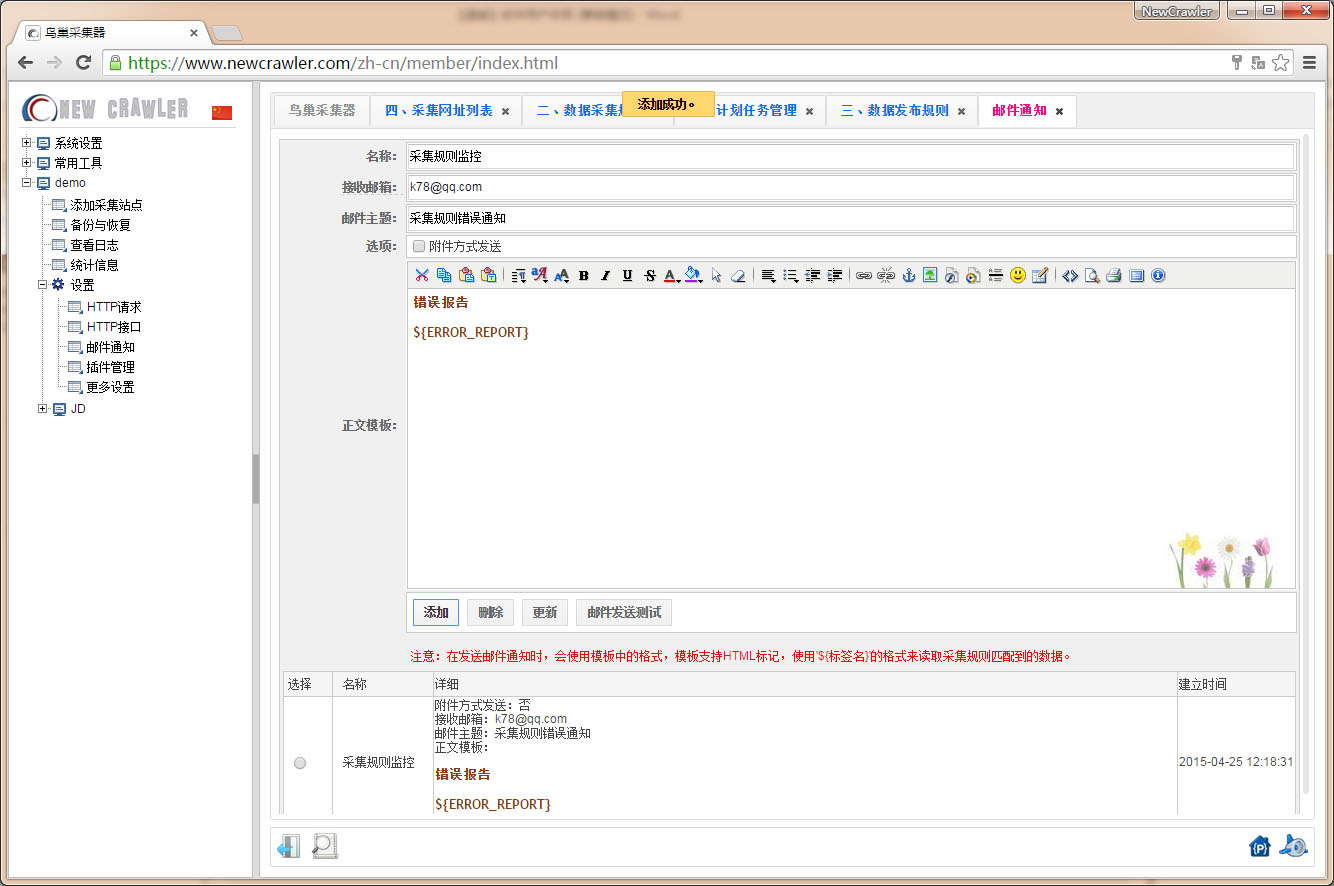 NewCrawler
鸟巢采集器
https://www.newcrawler.com/zh-cn/member/index.html
NEW CRAWLER
系统设置
常用工具
demo
添加采集站点
备份与恢复
查看日志
统计信息
设置
HTTP请求
HTTP接口
邮件通知
插件管理
更多设置
JD
鸟巢采集器 四、采集网址列表 二、数据采集 计划任务管理 三、数据发布规则 邮件通知
添加成功。
名称: 采集规则监控
接收邮箱: k78@qq.com
邮件主题: 采集规则错误通知
选项: 附件方式发送
正文模板:
错误报告
${ERROR_REPORT}
添加 删除 更新 邮件发送测试
注意：在发送邮件通知时，会使用模板中的格式，模板支持HTML标记，使用'${标签名}'的格式来读取采集规则匹配到的数据。
选择 名称 详细 建立时间
采集规则监控
附件方式发送：否
接收邮箱：k78@qq.com
邮件主题：采集规则错误通知
正文模板：
错误报告
${ERROR_REPORT}
2015-04-25 12:18:31